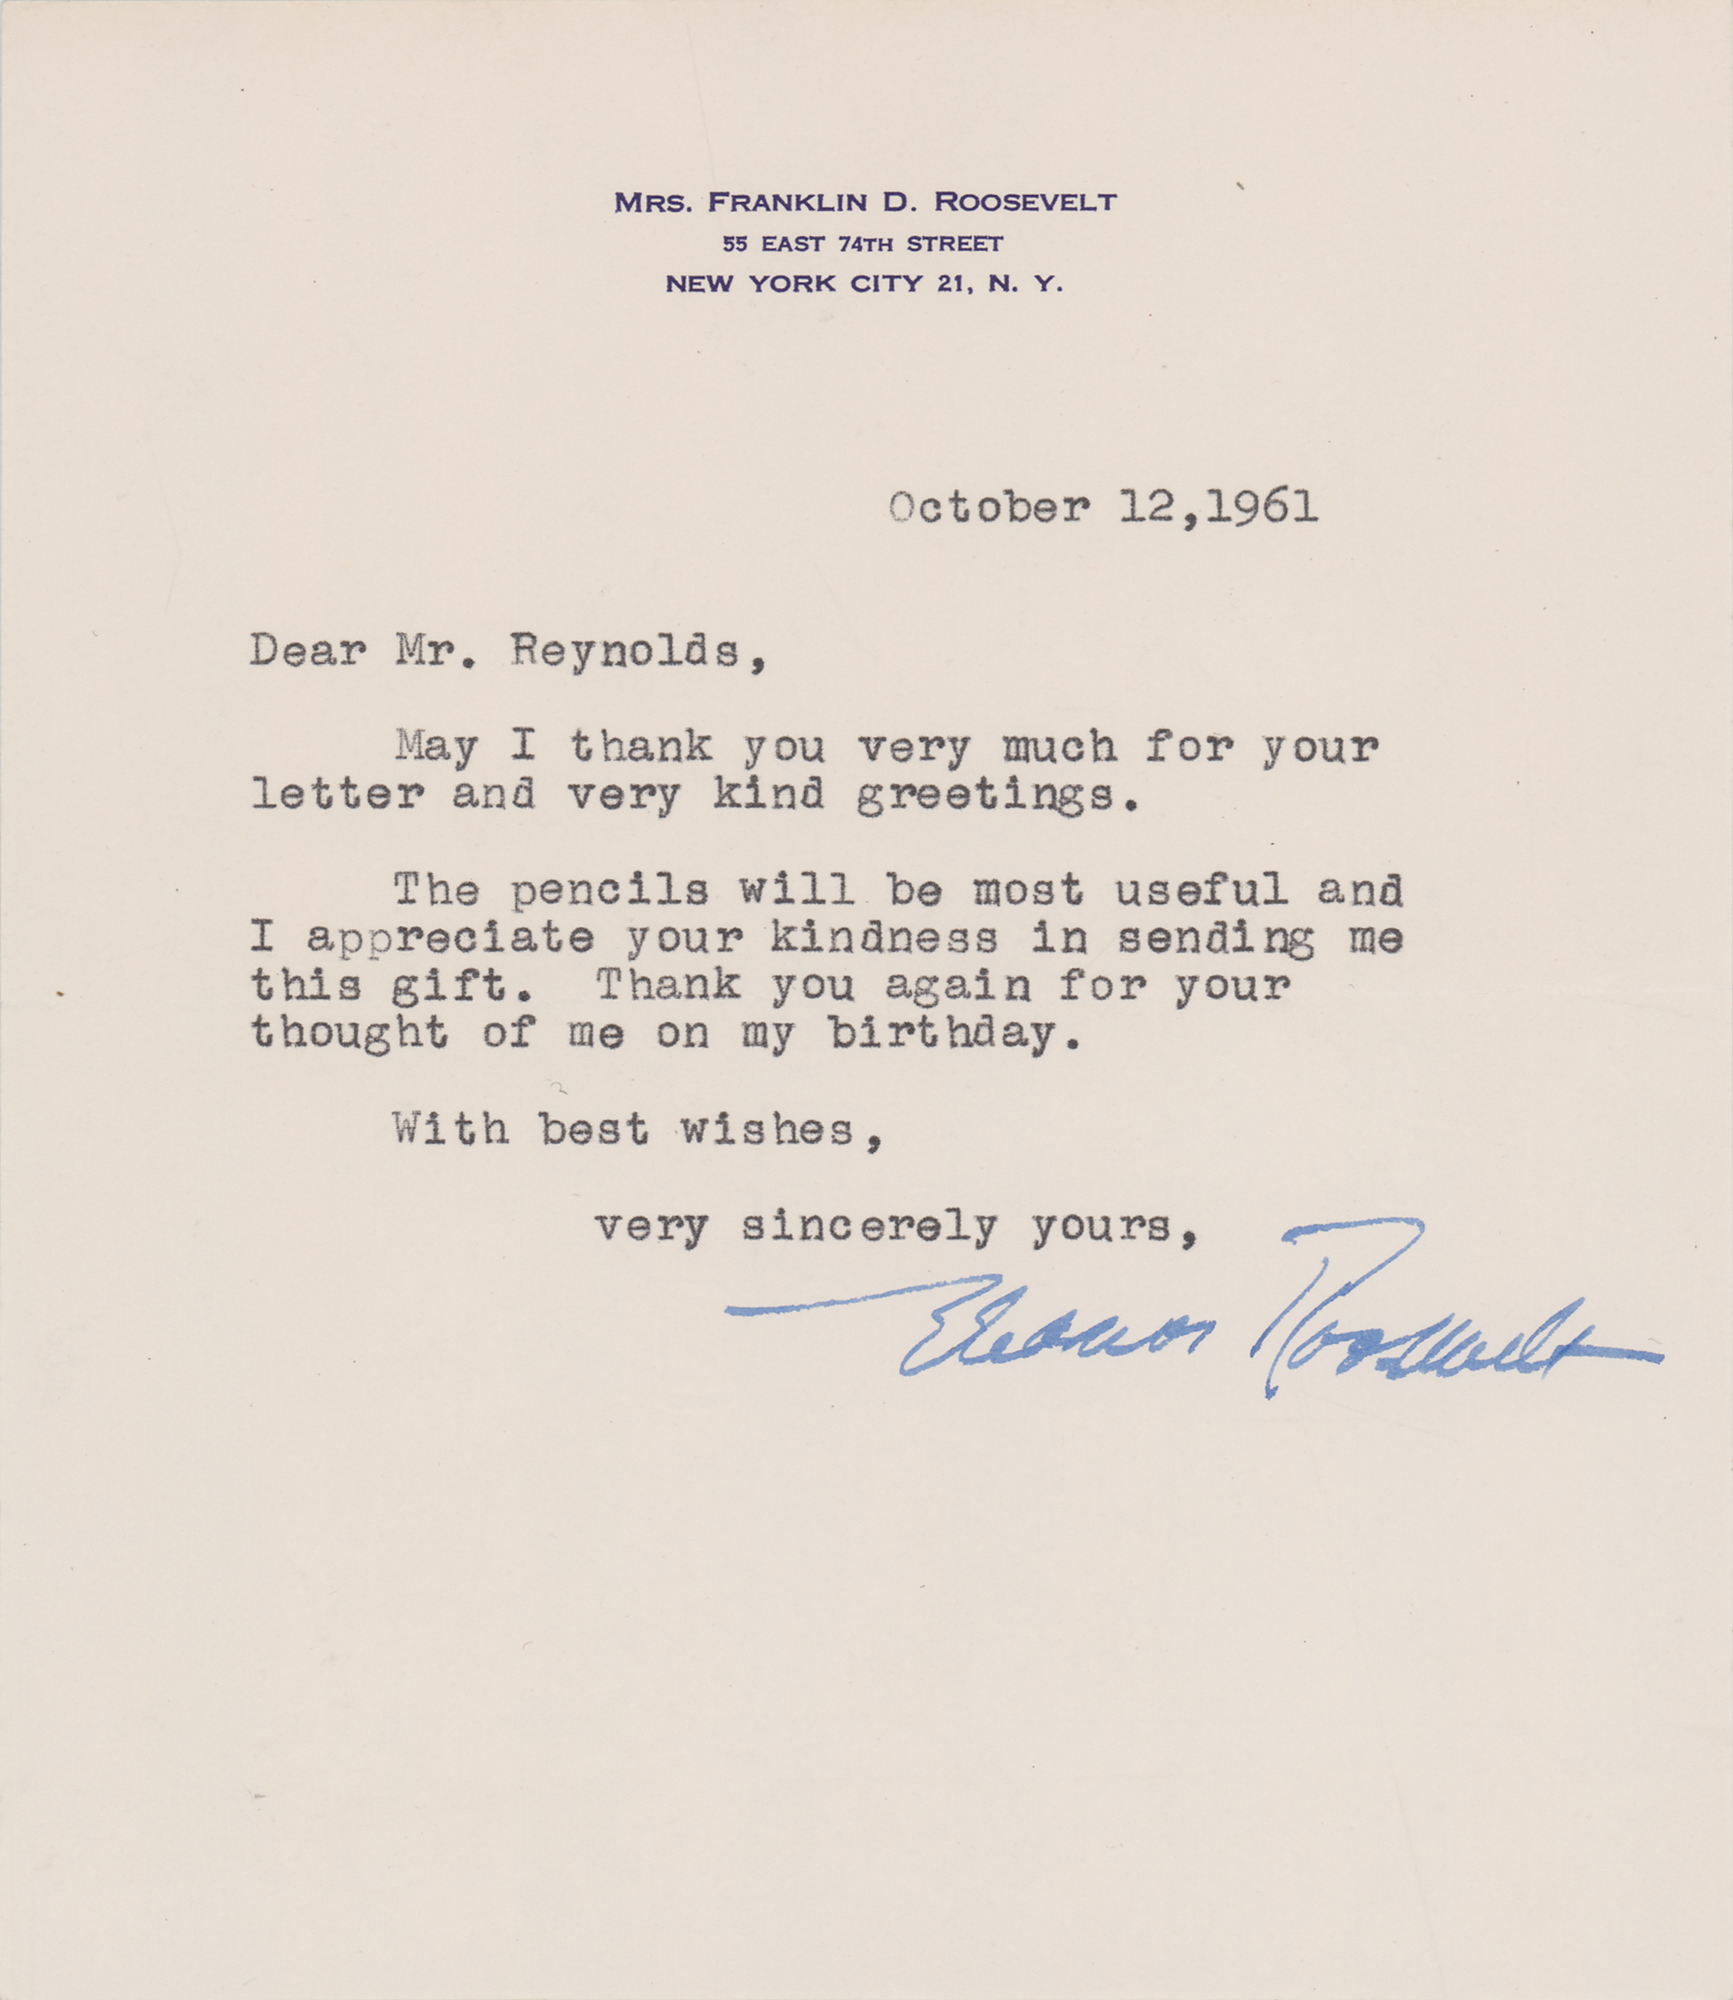 MRS. FRANKLIN D. ROOSEVELT
55 EAST 74TH STREET
NEW YORK CITY 21, N. Y.
October 12,1961
Dear Mr. Reynolds,
May I thank you very much for your
letter and very kind greetings.
The pencils will be most useful and
I appreciate your kindness in sending me
this gift. Thank you again for your
thought of me on my birthday.
With best wishes,
very sincerely yours,
Eleanor Roosevelt